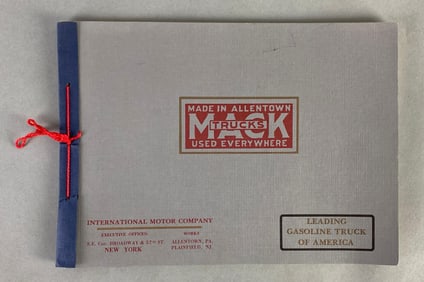 MADE IN ALLENTOWN
MACK
TRUCKS
USED EVERYWHERE
INTERNATIONAL MOTOR COMPANY
EXECUTIVE OFFICES
WORKS
S.E. Cor. BROADWAY & 57TH ST.
ALLENTOWN, PA.
NEW YORK
PLAINFIELD, N.J.
LEADING
GASOLINE TRUCK
OF AMERICA